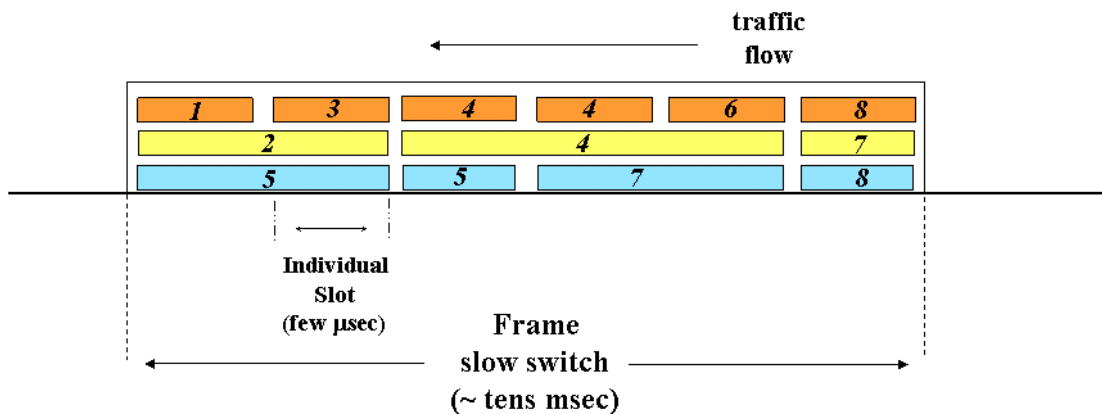 traffic
flow
1 3 4 4 6 8
2 4 7
5 5 7 8
Individual
Slot
(few μsec)
Frame
slow switch
(~ tens msec)